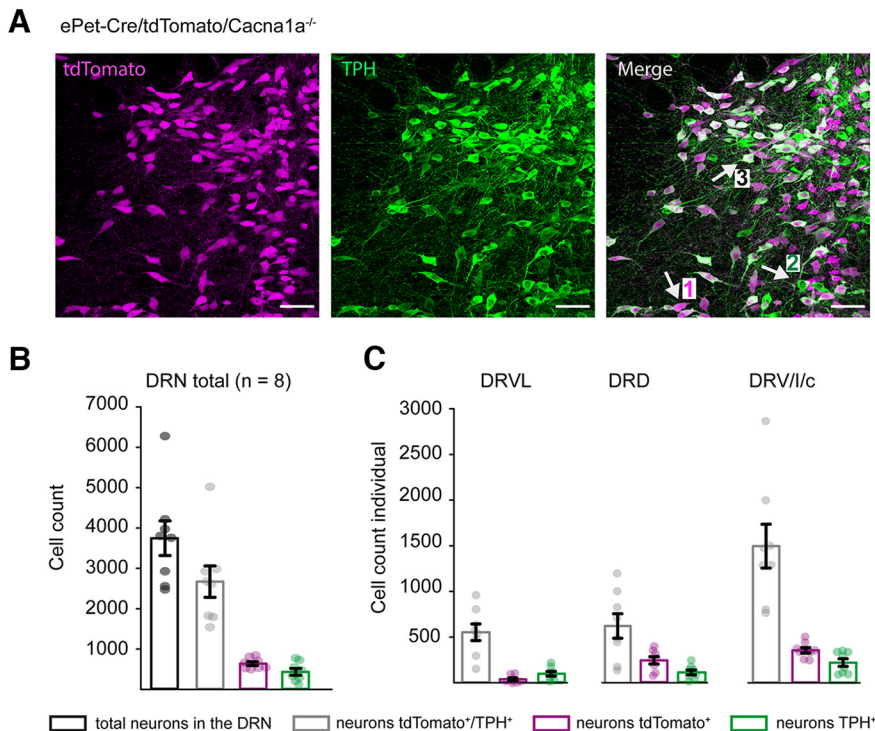 A
ePet-Cre/tdTomato/Cacna1a-/-
tdTomato
TPH
Merge
3
2
1
B
DRN total (n = 8)
7000
6000
5000
4000
3000
2000
1000
Cell count
C
DRVL
DRD
DRV/l/c
3000
2500
2000
1500
1000
500
Cell count individual
total neurons in the DRN
neurons tdTomato+/TPH+
neurons tdTomato+
neurons TPH+